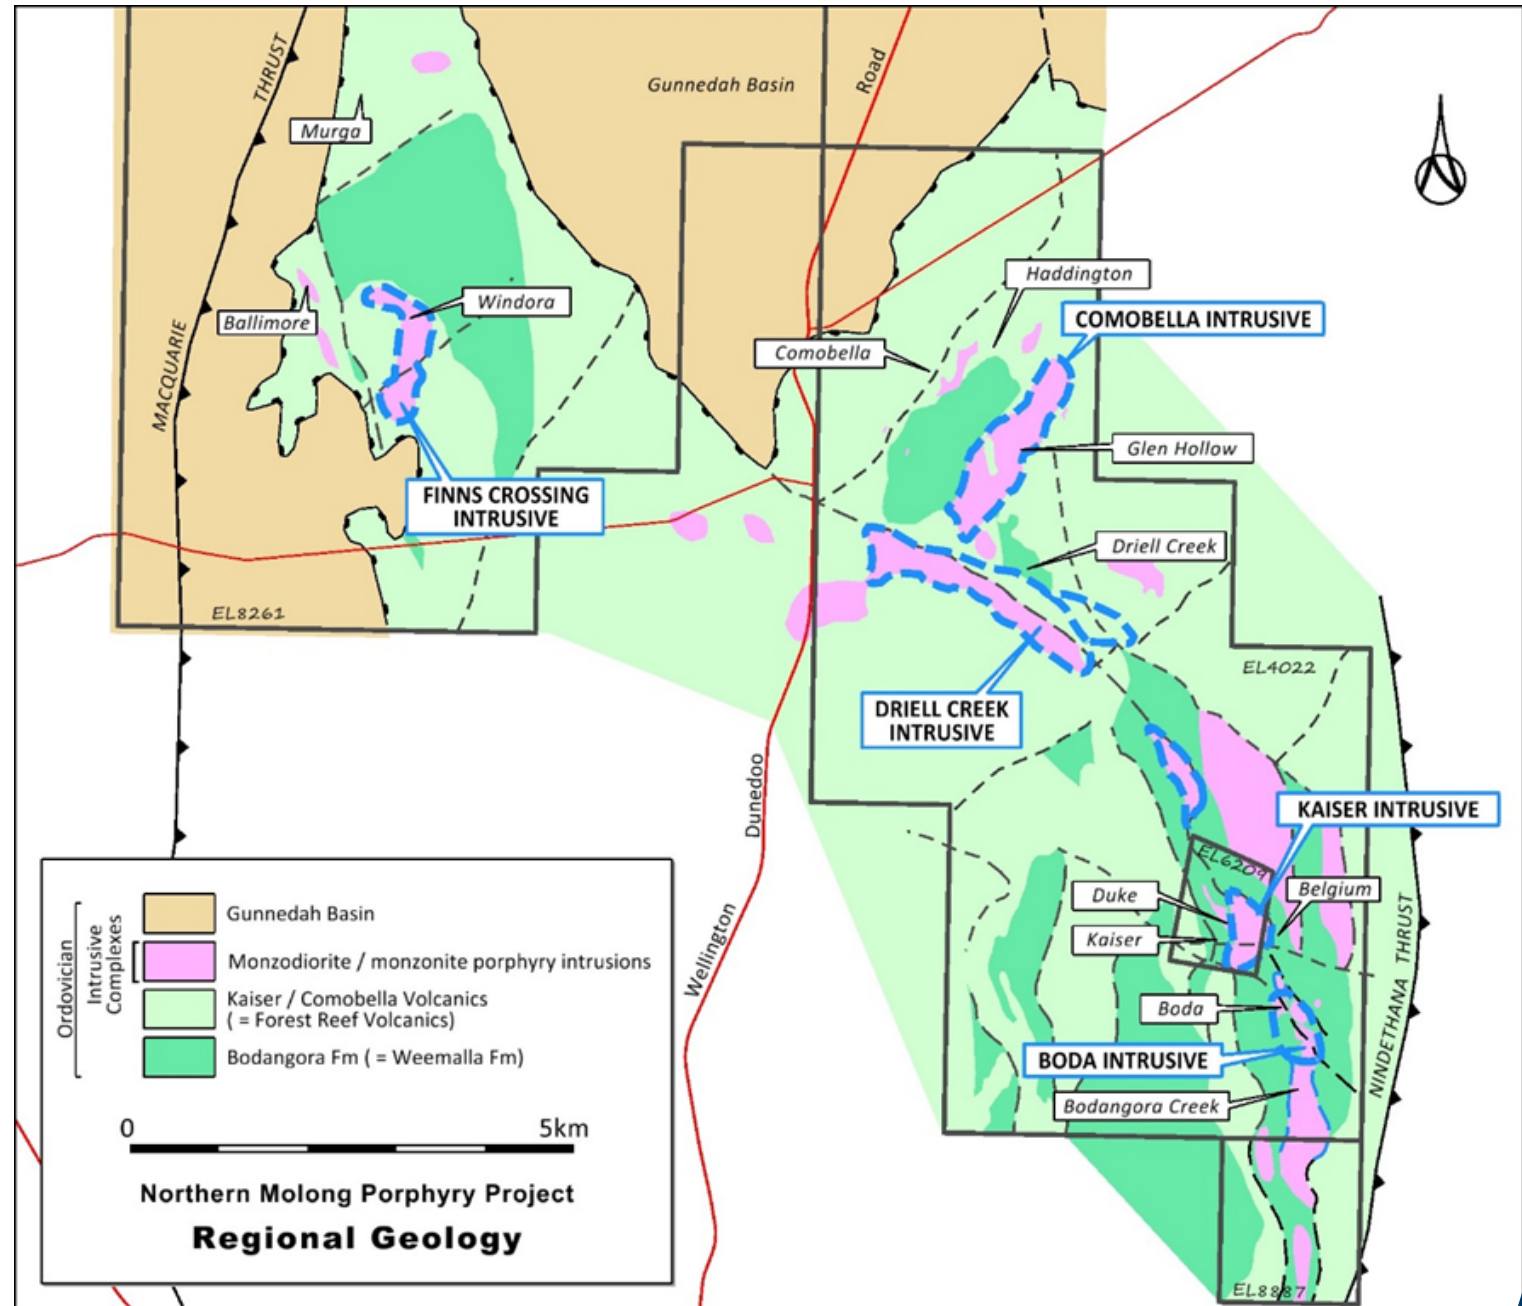 THRUST
Murga
Gunnedah Basin
Road
Haddington
Ballimore
Windora
COMOBELLA INTRUSIVE
Comobella
MACQUARIE
Glen Hollow
FINNS CROSSING
INTRUSIVE
Driell Creek
EL8261
EL4022
DRIELL CREEK
INTRUSIVE
Dunedoo
KAISER INTRUSIVE
EL6209
Duke
Belgium
Kaiser
Wellington
NINDETHANA THRUST
Boda
BODA INTRUSIVE
Bodangora Creek
EL8887
Ordovician
Intrusive
Complexes
Gunnedah Basin
Monzodiorite / monzonite porphyry intrusions
Kaiser / Comobella Volcanics
( = Forest Reef Volcanics)
Bodangora Fm ( = Weemalla Fm)
0 5km
Northern Molong Porphyry Project
Regional Geology